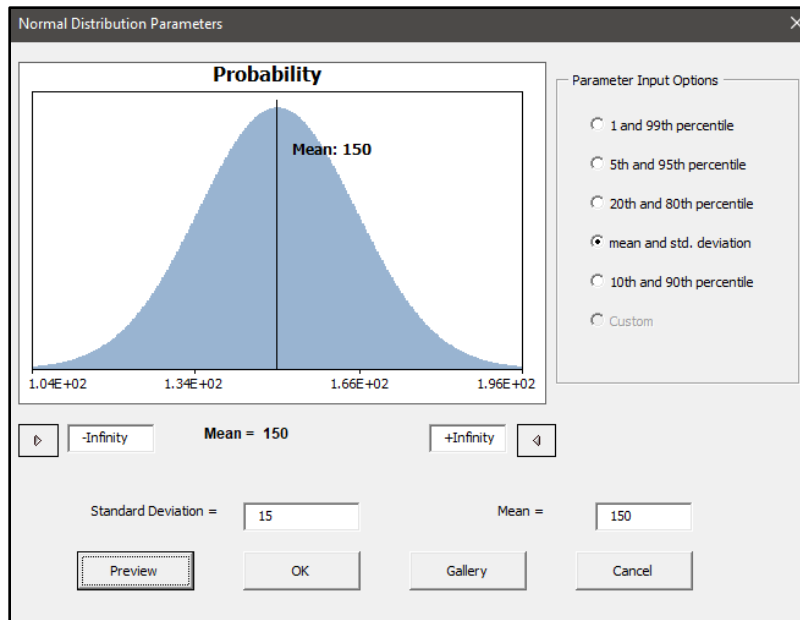 Normal Distribution Parameters
Probability
Mean: 150
1.04E+02 1.34E+02 1.66E+02 1.96E+02
Parameter Input Options
1 and 99th percentile
5th and 95th percentile
20th and 80th percentile
mean and std. deviation
10th and 90th percentile
Custom
-Infinity Mean = 150 +Infinity
Standard Deviation = 15 Mean = 150
Preview OK Gallery Cancel